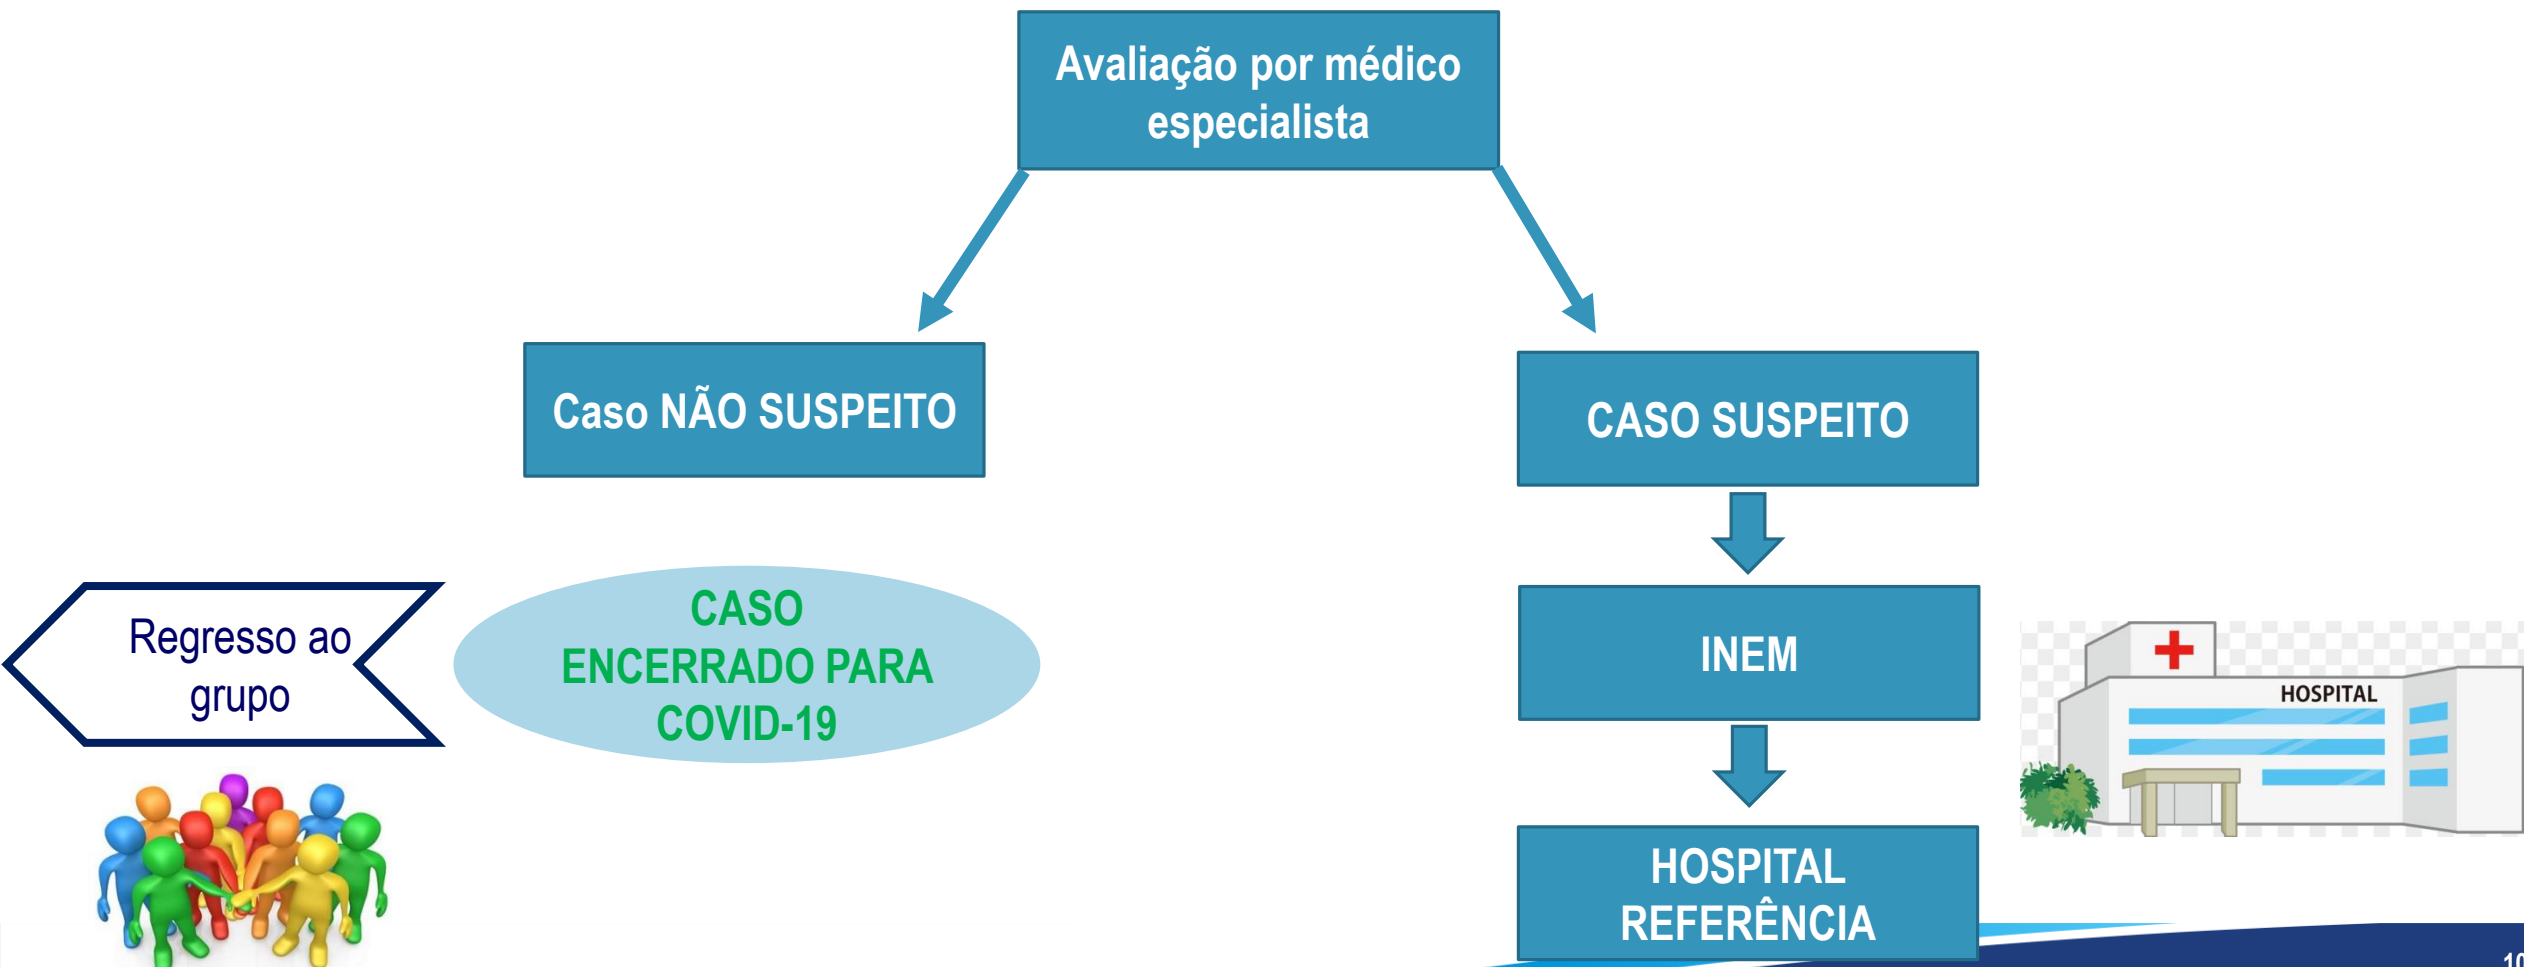 Avaliação por médico
especialista
Caso NÃO SUSPEITO
CASO SUSPEITO
Regresso ao
grupo
CASO
ENCERRADO PARA
COVID-19
INEM
HOSPITAL
HOSPITAL
REFERÊNCIA
10